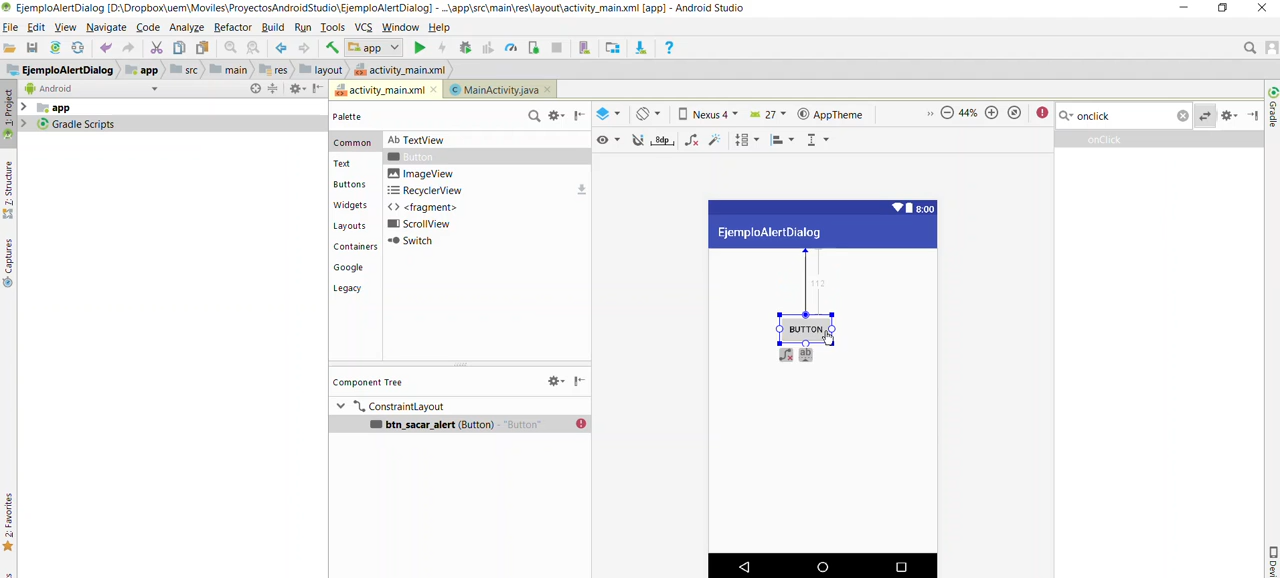 EjemploAlertDialog [D:\Dropbox\uem\Moviles\ProyectosAndroidStudio\EjemploAlertDialog] - ...\app\src\main\res\layout\activity_main.xml [app] - Android Studio
File Edit View Navigate Code Analyze Refactor Build Run Tools VCS Window Help
app
EjemploAlertDialog app src main res layout activity_main.xml
Android
activity_main.xml
MainActivity.java
1: Project
Z: Structure
Captures
2: Favorites
app
Gradle Scripts
Palette
Common
Text
Buttons
Widgets
Layouts
Containers
Google
Legacy
Ab TextView
Button
ImageView
RecyclerView
<> <fragment>
ScrollView
Switch
Nexus 4
27
AppTheme
44%
8dp
onclick
onClick
Gradle
8:00
EjemploAlertDialog
112
BUTTON
ab
Component Tree
ConstraintLayout
btn_sacar_alert (Button) - "Button"